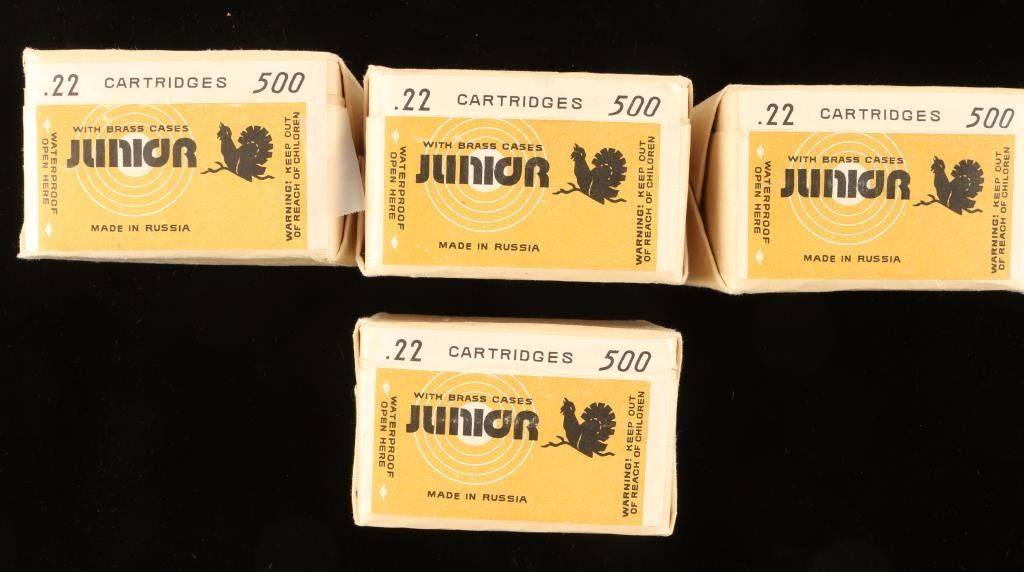 .22 CARTRIDGES 500
WITH BRASS CASES
JUNIOR
MADE IN RUSSIA
WATERPROOF
OPEN HERE
WARNING! KEEP OUT
OF REACH OF CHILDREN
.22 CARTRIDGES 500
WITH BRASS CASES
JUNIOR
MADE IN RUSSIA
WATERPROOF
OPEN HERE
WARNING! KEEP OUT
OF REACH OF CHILDREN
.22 CARTRIDGES 500
WITH BRASS CASES
JUNIOR
MADE IN RUSSIA
WATERPROOF
OPEN HERE
WARNING! KEEP OUT
OF REACH OF CHILDREN
.22 CARTRIDGES 500
WITH BRASS CASES
JUNIOR
MADE IN RUSSIA
WATERPROOF
OPEN HERE
WARNING! KEEP OUT
OF REACH OF CHILDREN